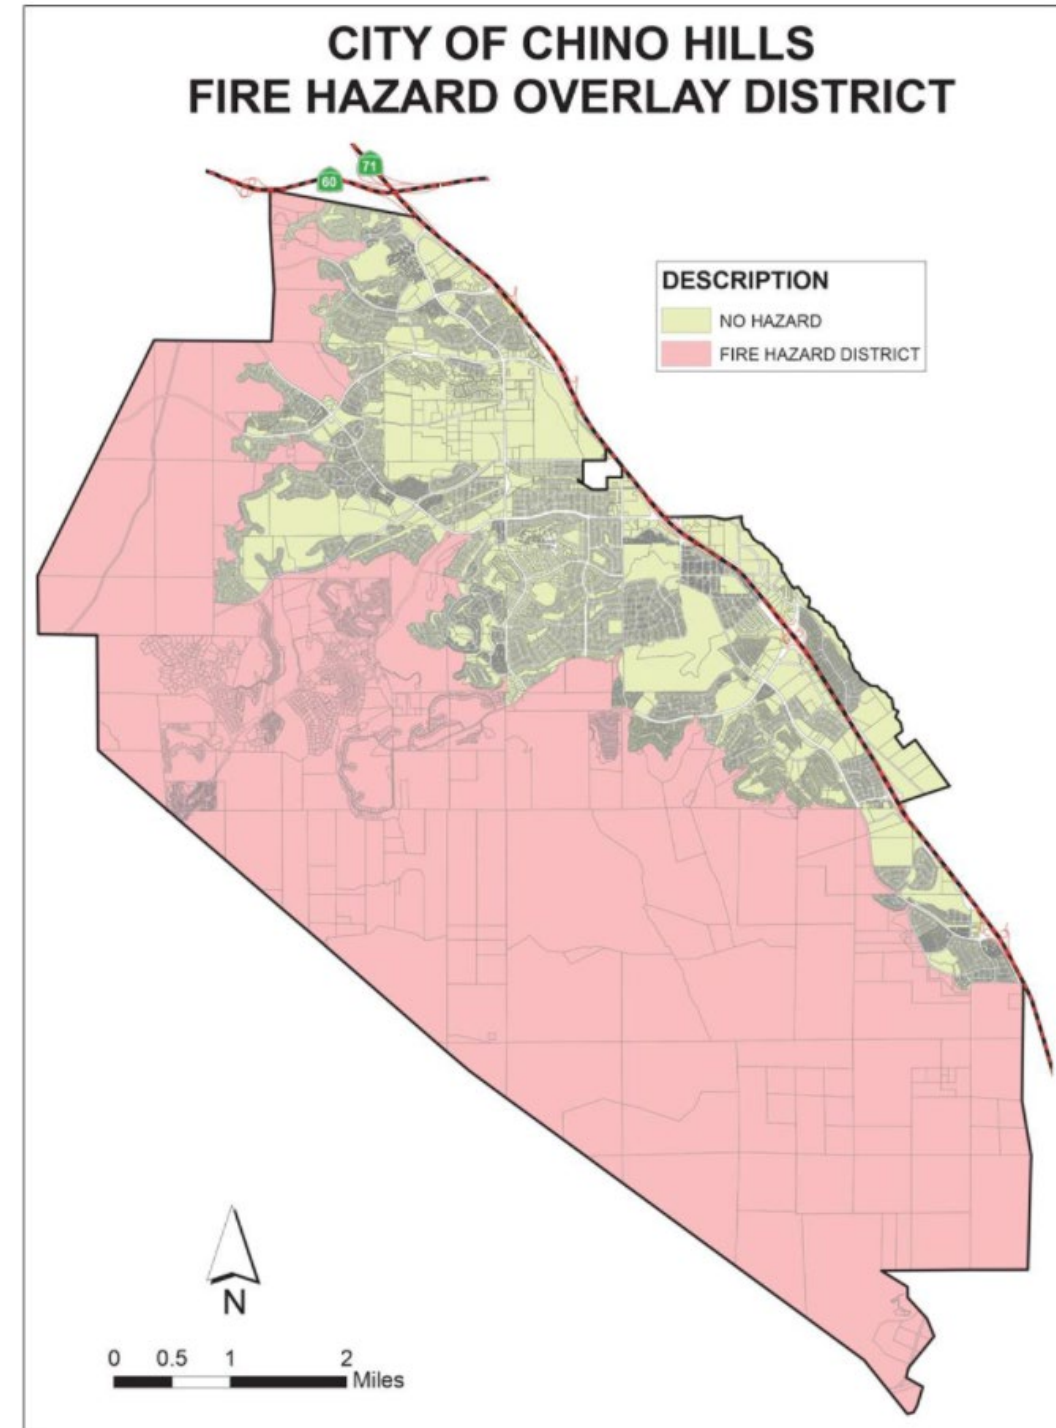 CITY OF CHINO HILLS
FIRE HAZARD OVERLAY DISTRICT
71
60
DESCRIPTION
NO HAZARD
FIRE HAZARD DISTRICT
N
0 0.5 1 2
Miles